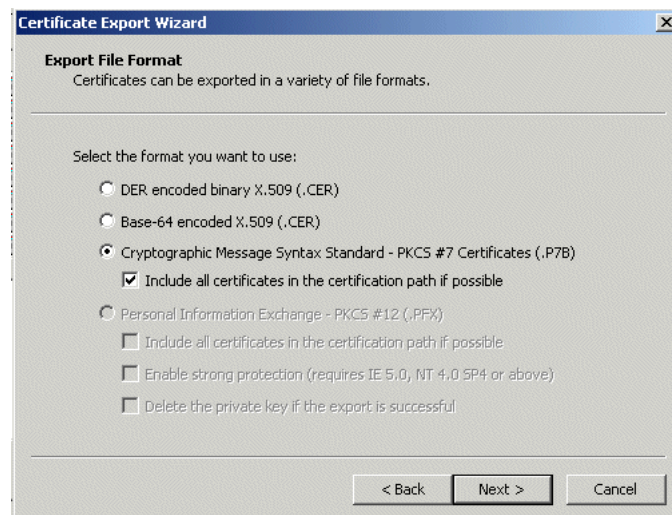 Certificate Export Wizard
Export File Format
Certificates can be exported in a variety of file formats.
Select the format you want to use:
DER encoded binary X.509 (.CER)
Base-64 encoded X.509 (.CER)
Cryptographic Message Syntax Standard - PKCS #7 Certificates (.P7B)
Include all certificates in the certification path if possible
Personal Information Exchange - PKCS #12 (.PFX)
Include all certificates in the certification path if possible
Enable strong protection (requires IE 5.0, NT 4.0 SP4 or above)
Delete the private key if the export is successful
< Back Next > Cancel